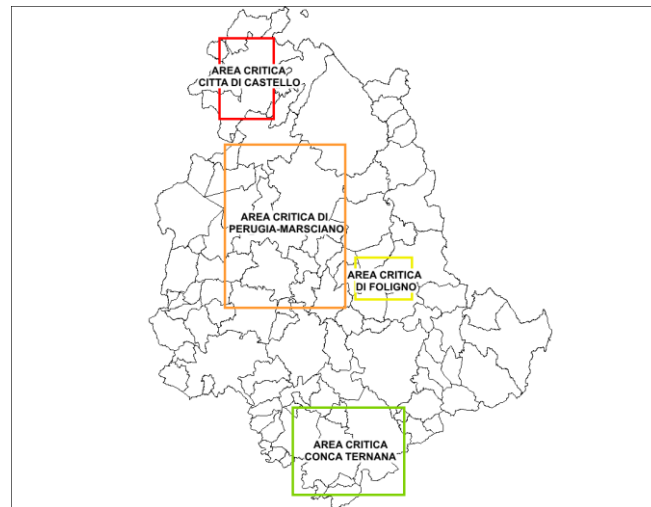 AREA CRITICA
CITTA DI CASTELLO
AREA CRITICA DI
PERUGIA-MARSCIANO
AREA CRITICA
DI FOLIGNO
AREA CRITICA
CONCA TERNANA